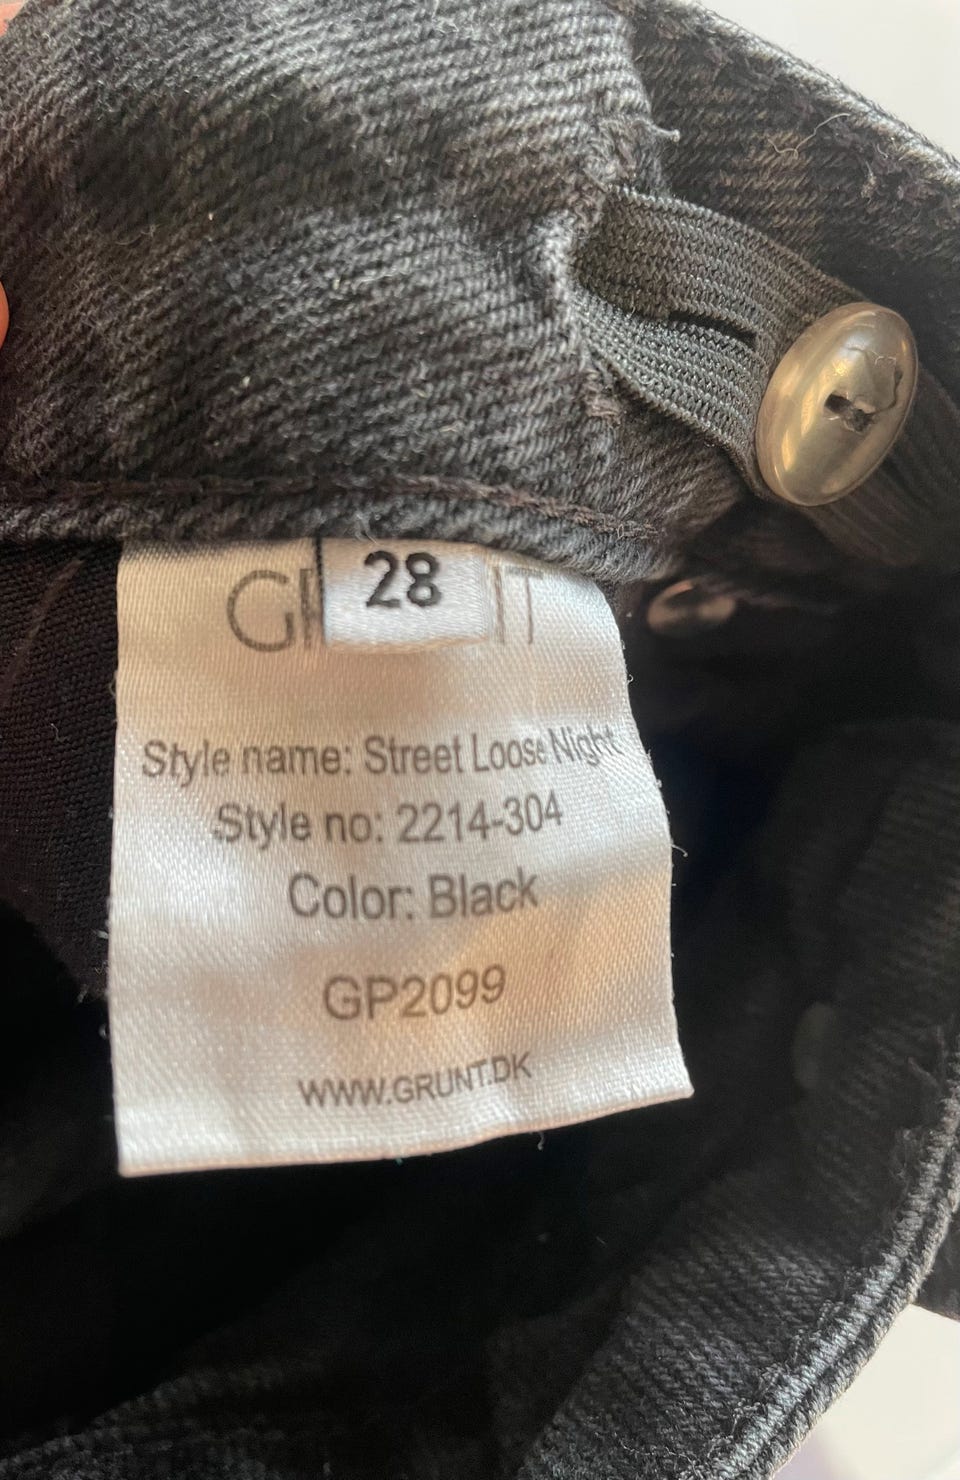 28
Style name: Street Loose Night
Style no: 2214-304
Color: Black
GP2099
WWW.GRUNT.DK